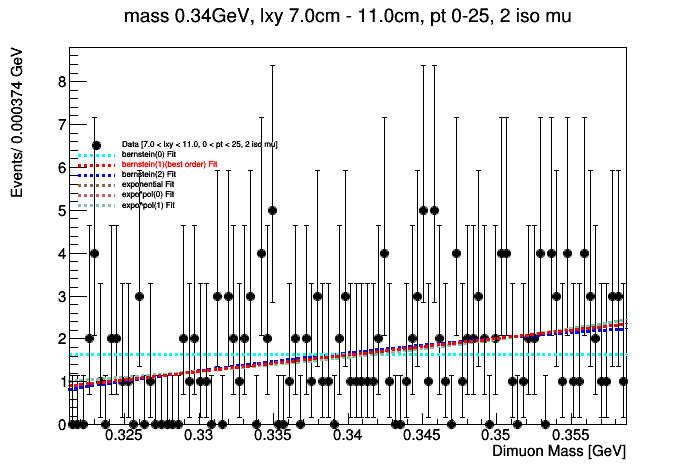 mass 0.34GeV, lxy 7.0cm - 11.0cm, pt 0-25, 2 iso mu
Events/ 0.000374 GeV
8
7
6
5
4
3
2
1
0
Data [7.0 < lxy < 11.0, 0 < pt < 25, 2 iso mu]
bernstein(0) Fit
bernstein(1)(best order) Fit
bernstein(2) Fit
exponential Fit
expo*pol(0) Fit
expo*pol(1) Fit
0.325 0.33 0.335 0.34 0.345 0.35 0.355
Dimuon Mass [GeV]